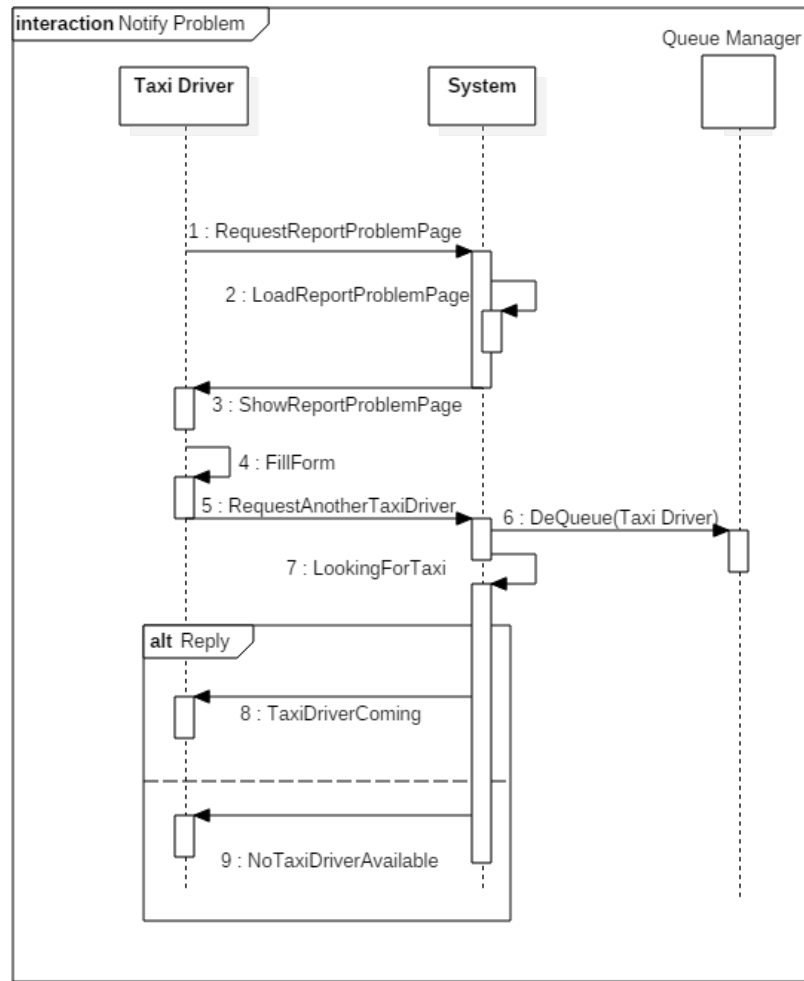 interaction Notify Problem
Queue Manager
Taxi Driver
System
1 : RequestReportProblemPage
2 : LoadReportProblemPage
3 : ShowReportProblemPage
4 : FillForm
5 : RequestAnotherTaxiDriver
6 : DeQueue(Taxi Driver)
7 : LookingForTaxi
alt Reply
8 : TaxiDriverComing
9 : NoTaxiDriverAvailable